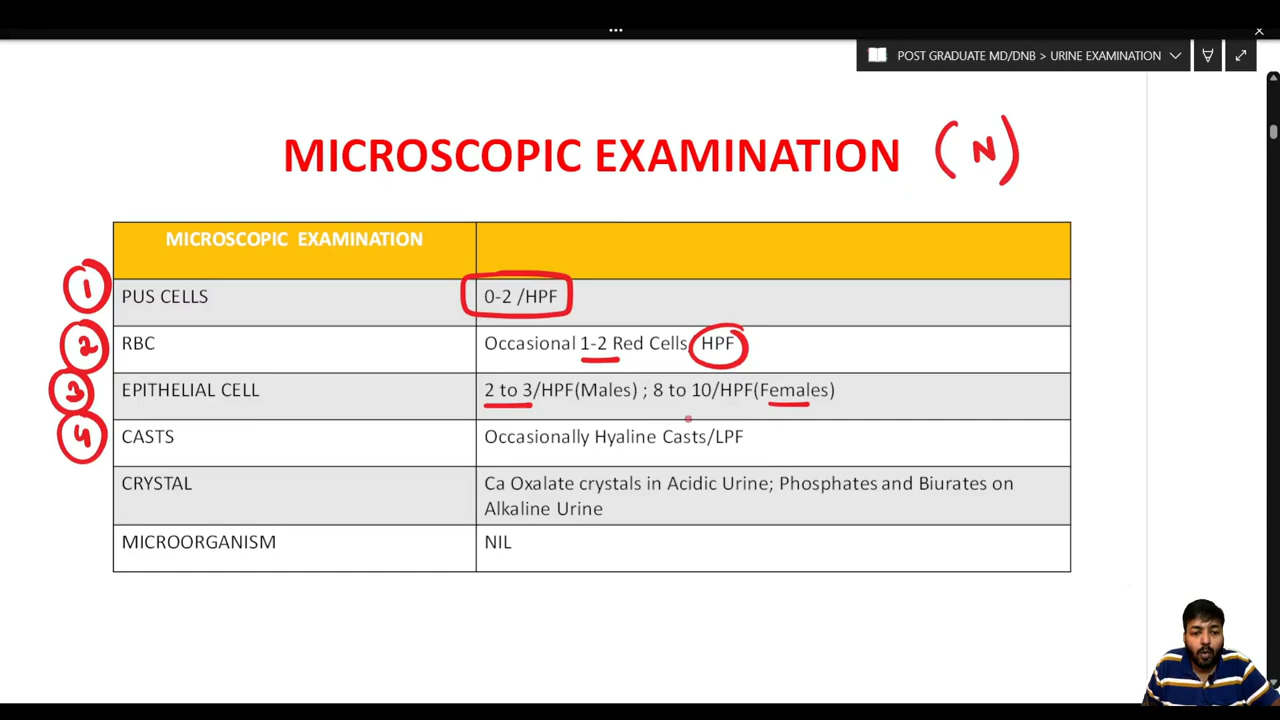 POST GRADUATE MD/DNB > URINE EXAMINATION
MICROSCOPIC EXAMINATION (N)
MICROSCOPIC EXAMINATION
1 PUS CELLS 0-2 /HPF
2 RBC Occasional 1-2 Red Cells, HPF
3 EPITHELIAL CELL 2 to 3/HPF(Males) ; 8 to 10/HPF(Females)
4 CASTS Occasionally Hyaline Casts/LPF
CRYSTAL Ca Oxalate crystals in Acidic Urine; Phosphates and Biurates on
Alkaline Urine
MICROORGANISM NIL